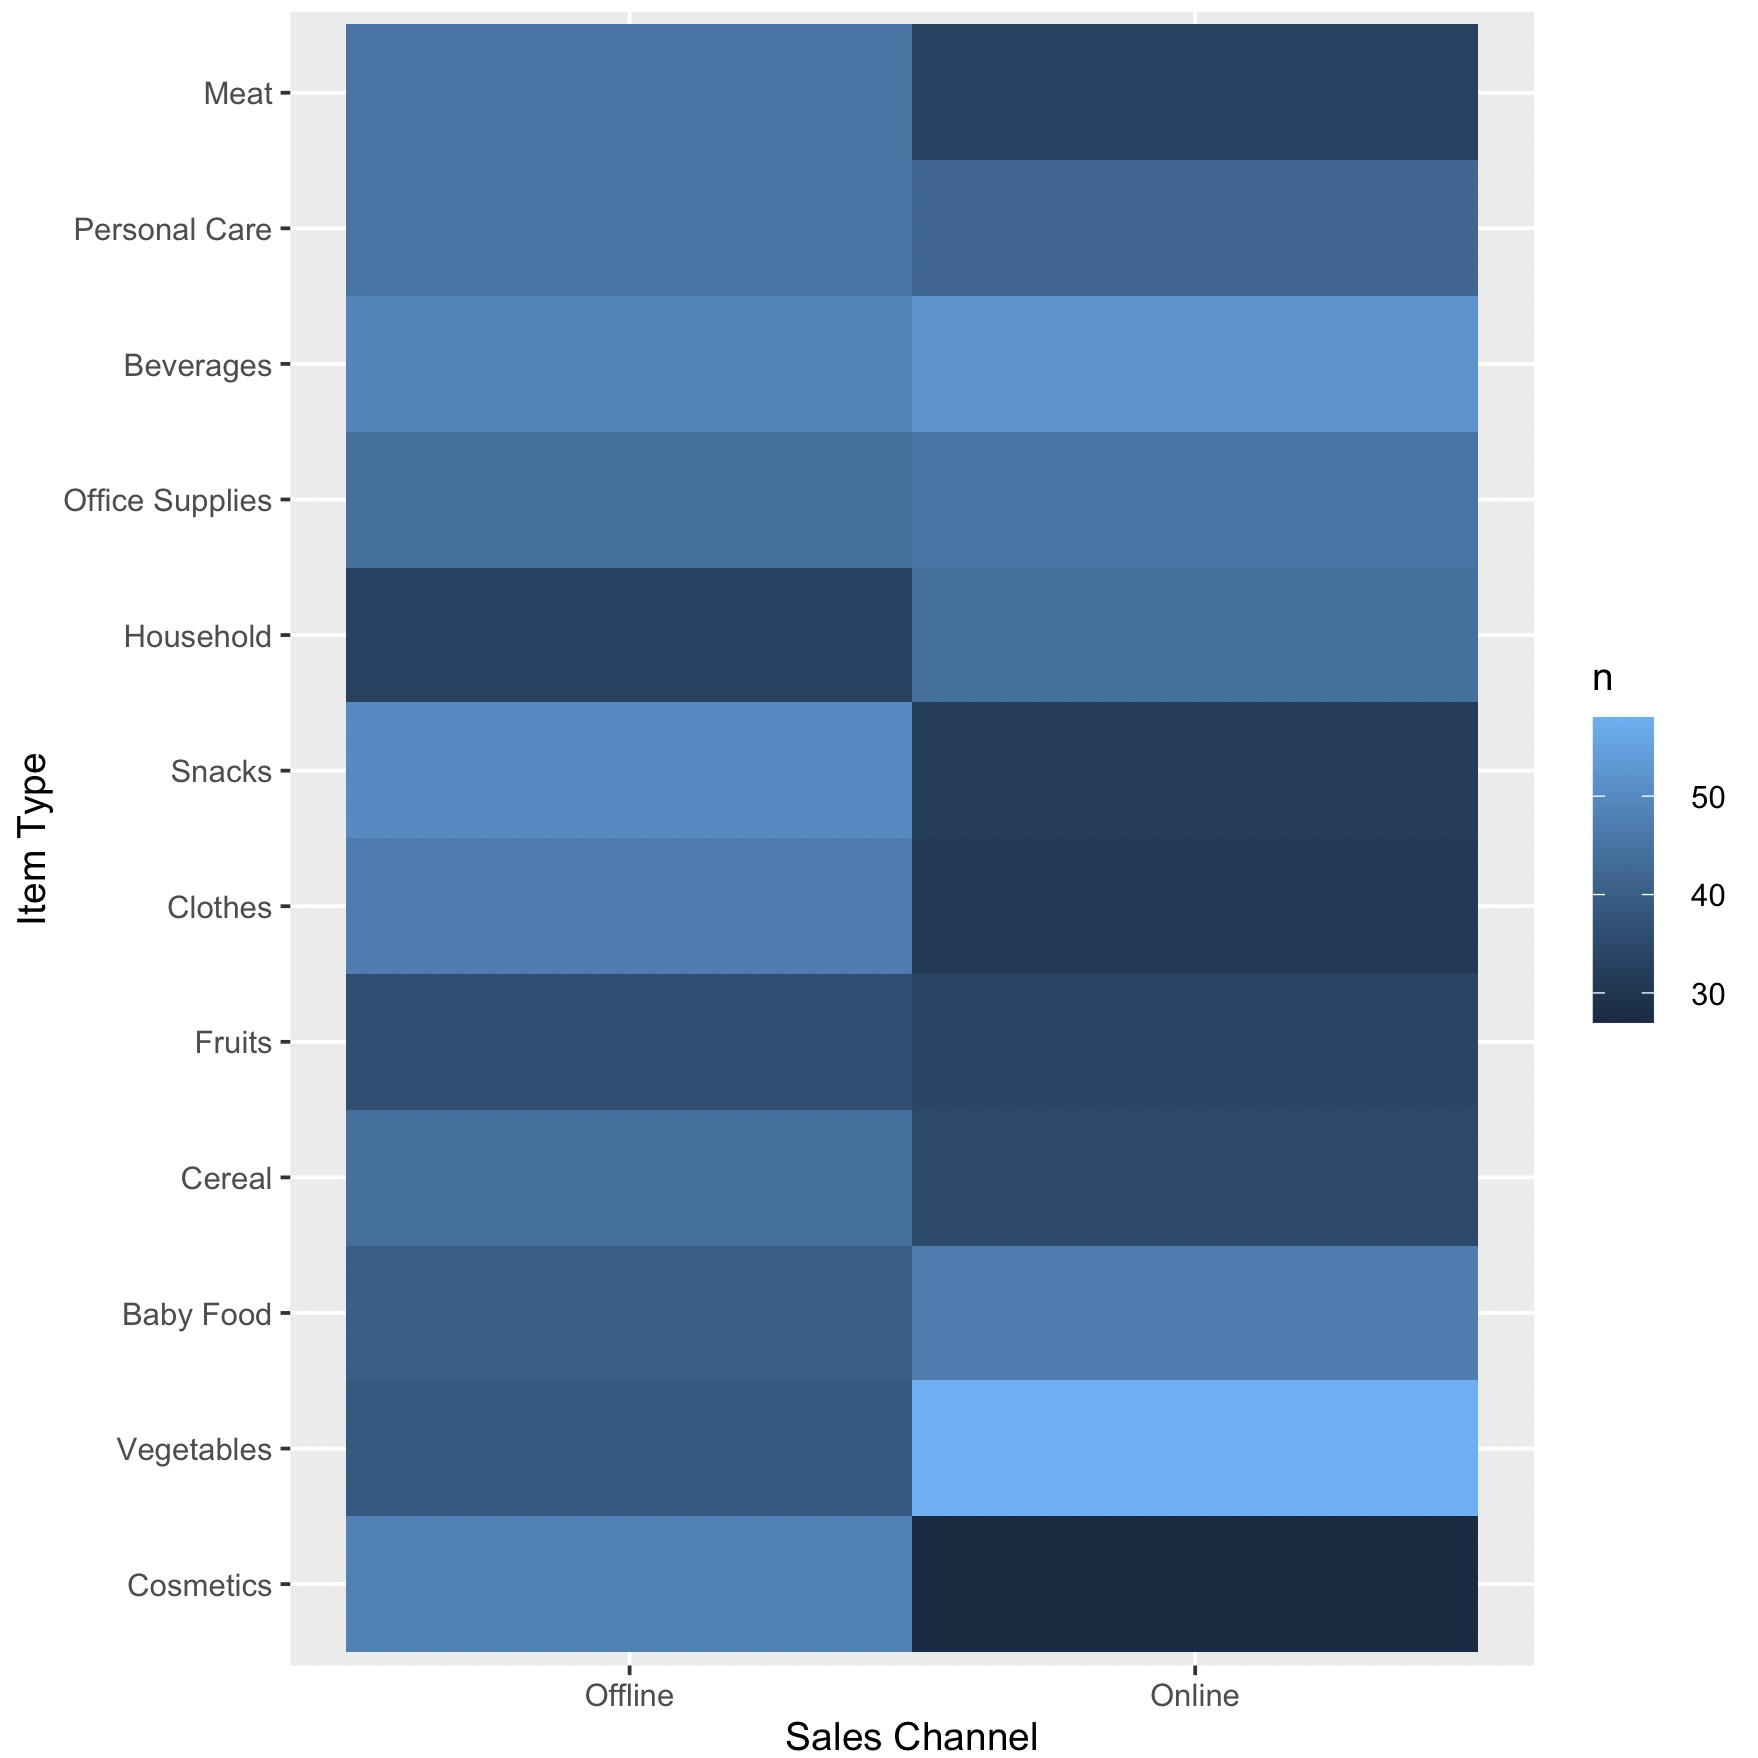 Meat
Personal Care
Beverages
Office Supplies
Household
Snacks
Clothes
Fruits
Cereal
Baby Food
Vegetables
Cosmetics
Item Type
Offline Online
Sales Channel
n
50
40
30